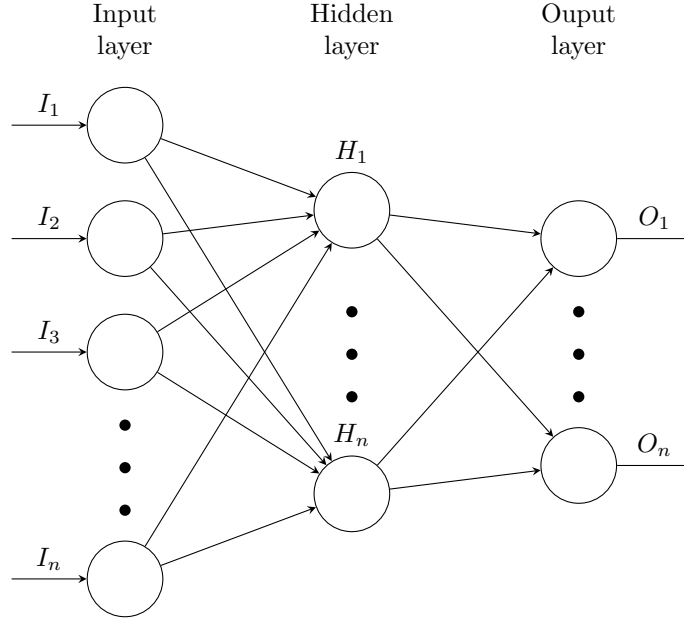 Input
layer
Hidden
layer
Ouput
layer
I₁
H₁
I₂
O₁
I₃
Hₙ
Oₙ
Iₙ